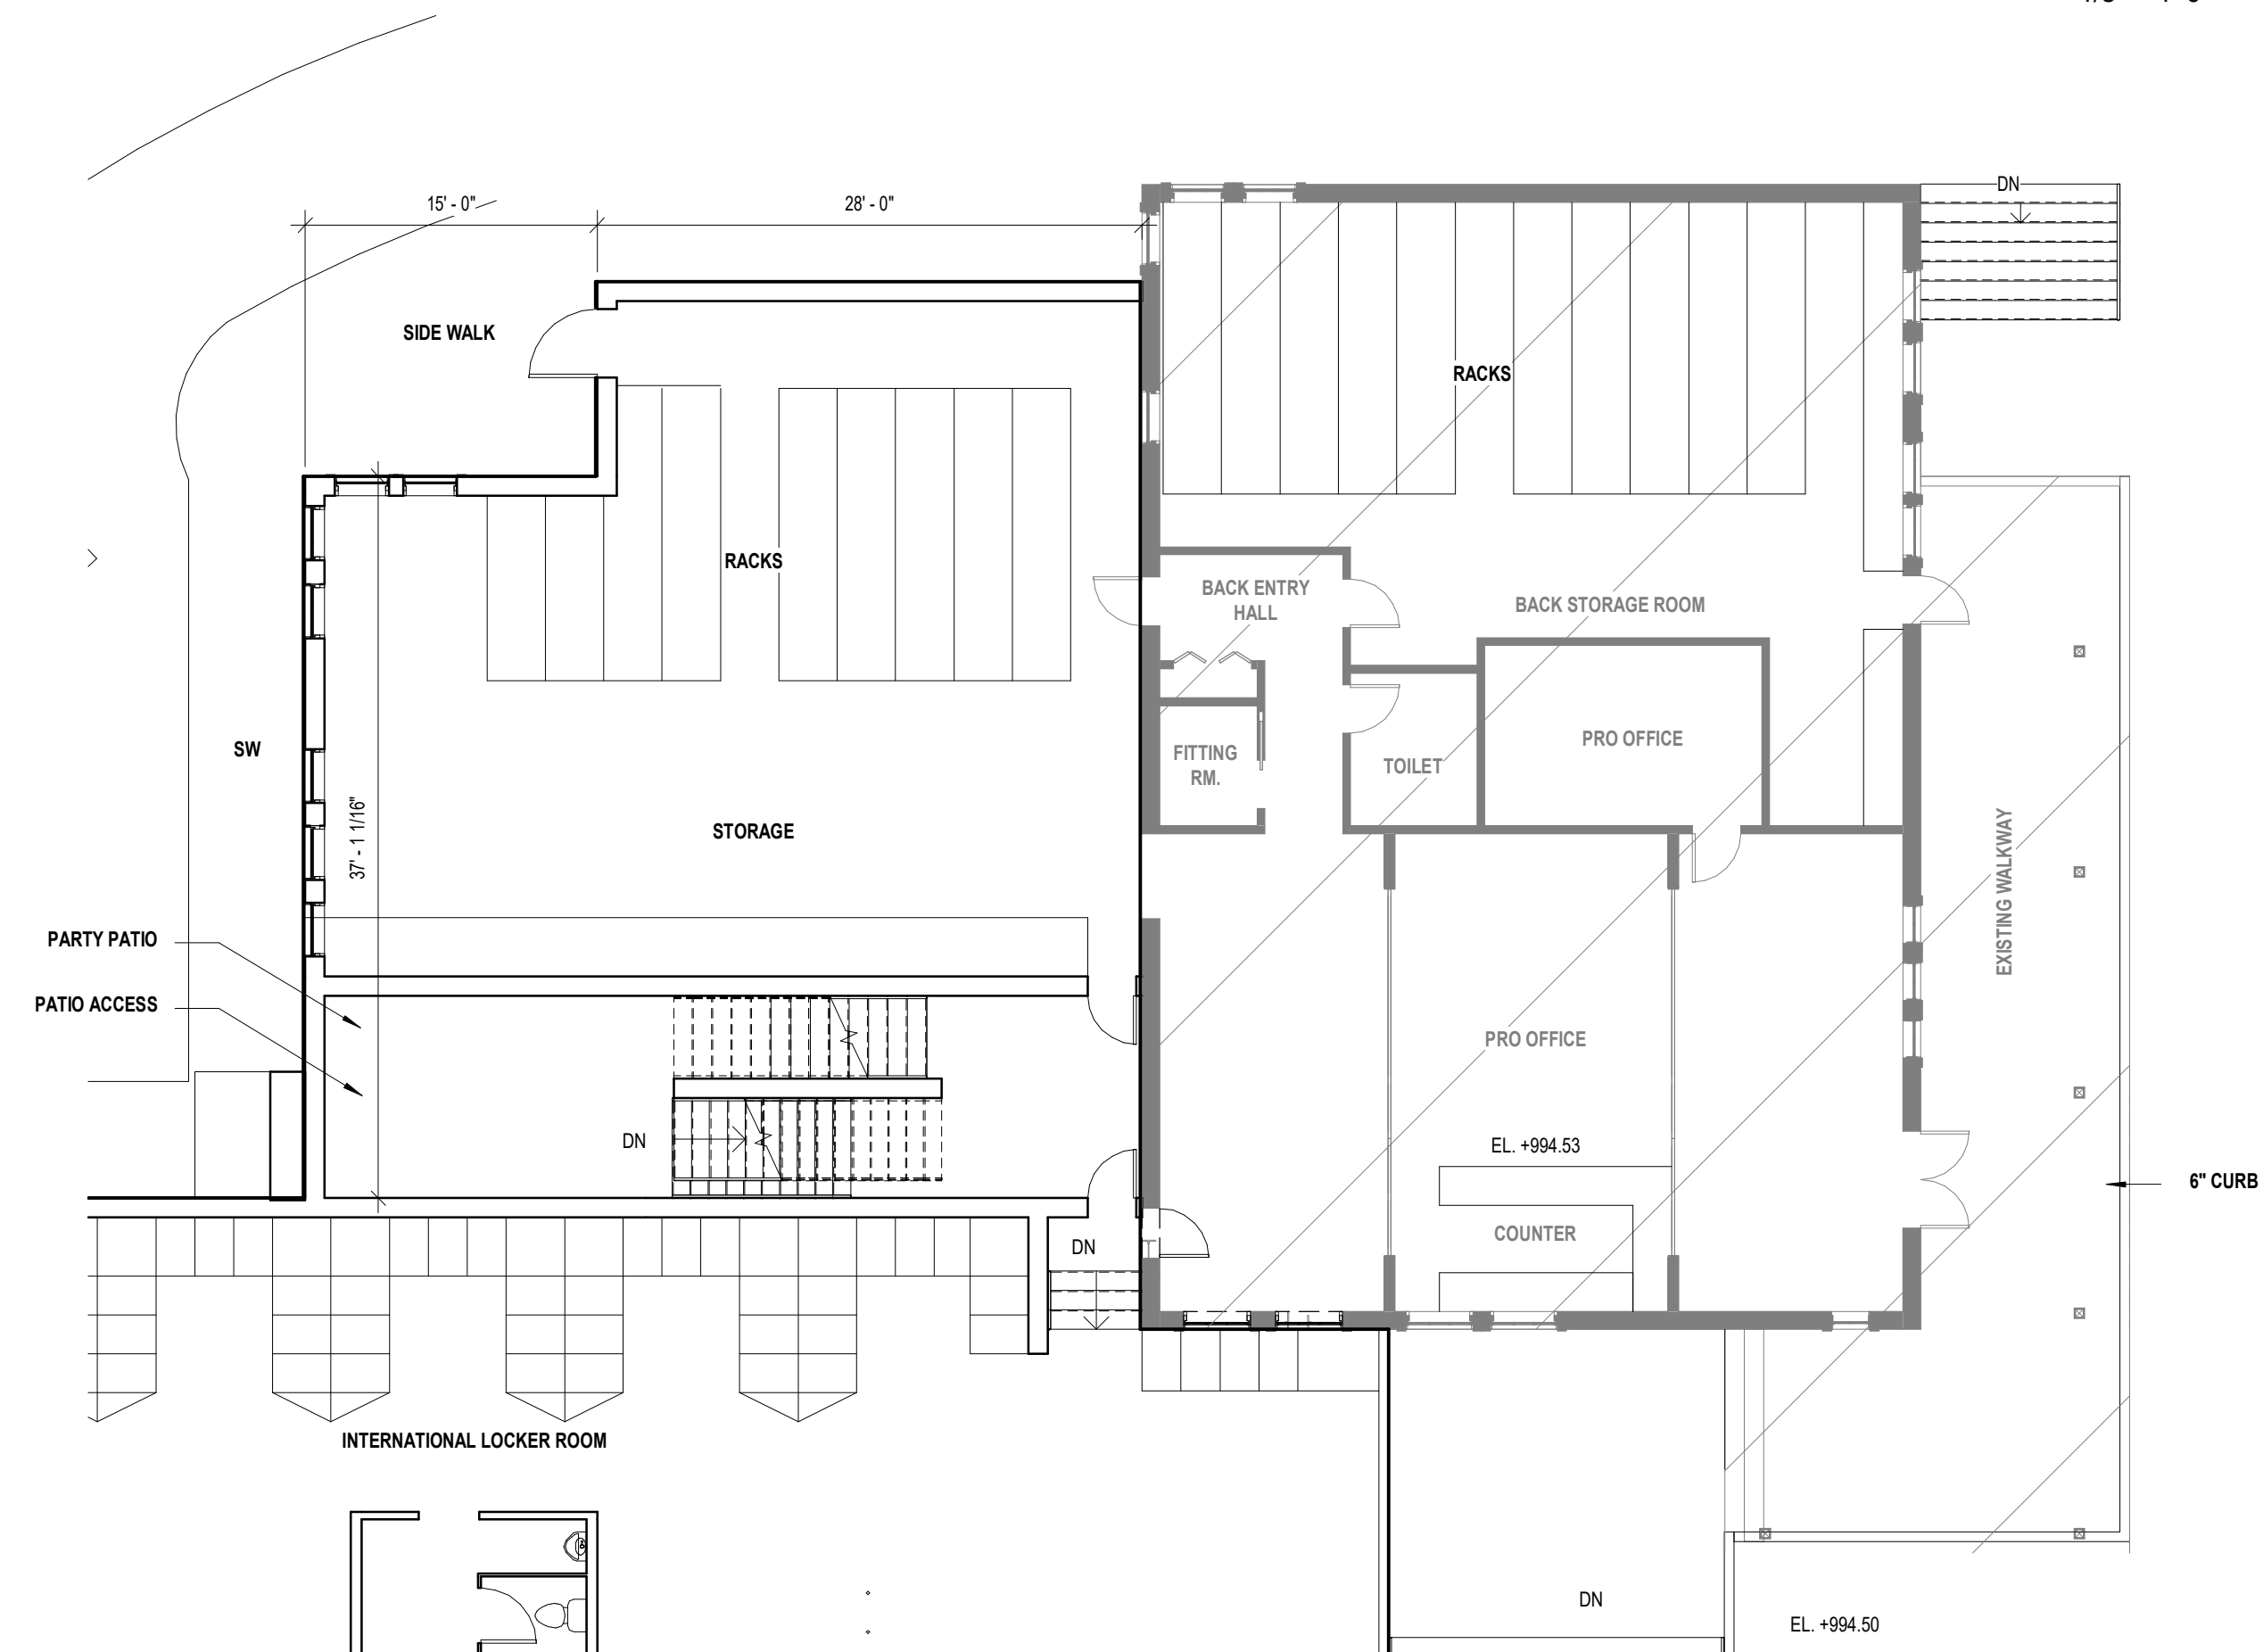 DN
15' - 0"
28' - 0"
SIDE WALK
RACKS
RACKS
BACK ENTRY
HALL
BACK STORAGE ROOM
SW
FITTING
RM.
TOILET
PRO OFFICE
37' - 1 1/16"
STORAGE
EXISTING WALKWAY
PARTY PATIO
PATIO ACCESS
PRO OFFICE
DN
EL. +994.53
6" CURB
COUNTER
DN
INTERNATIONAL LOCKER ROOM
DN
EL. +994.50